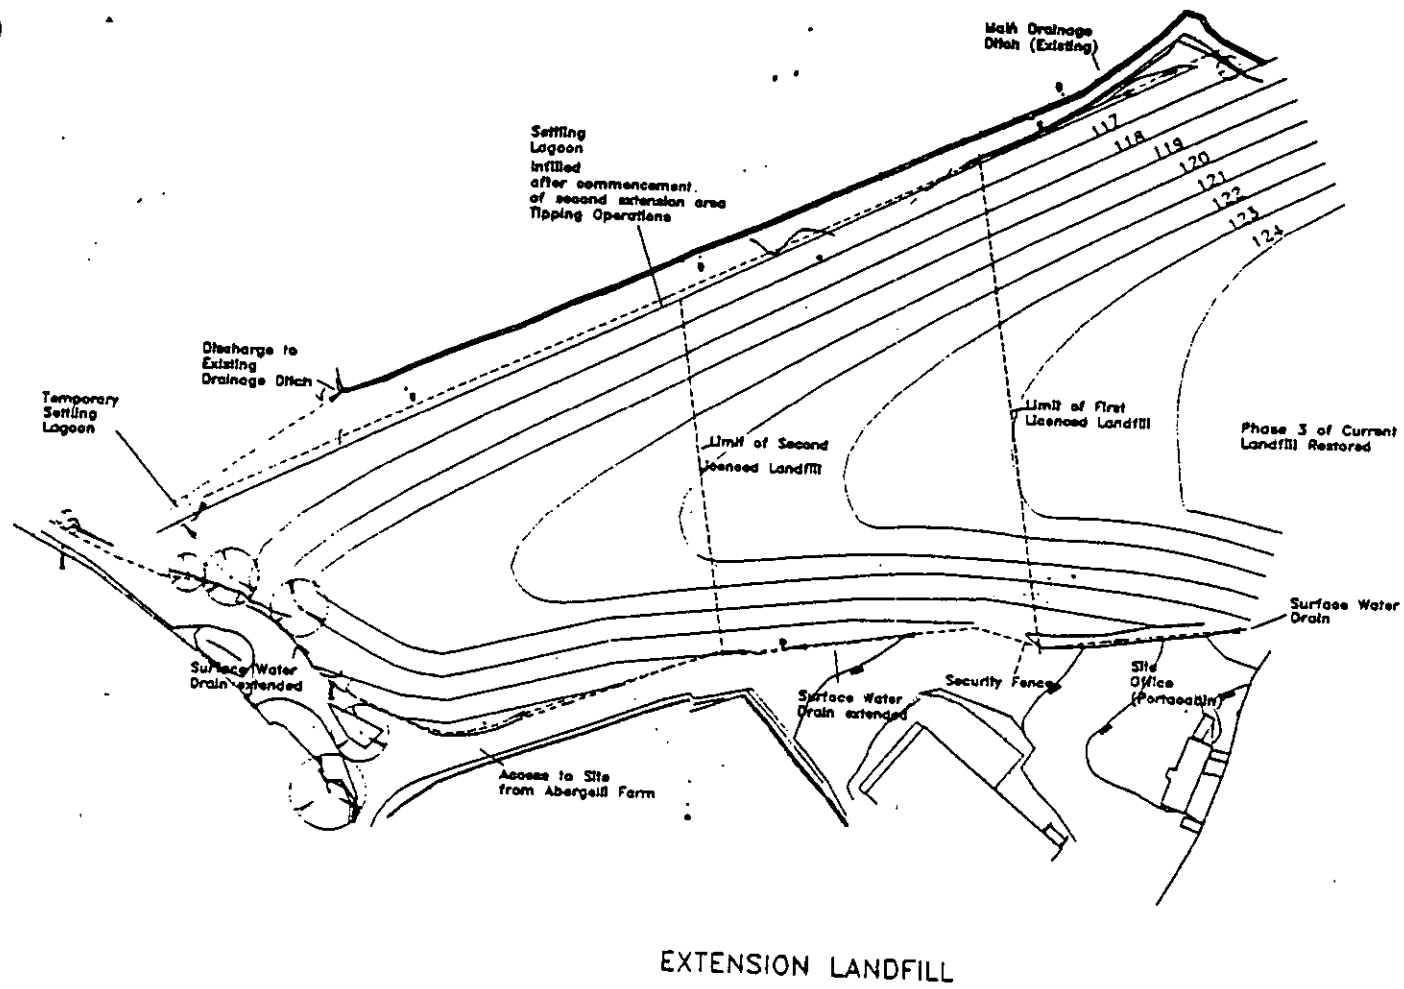 Main Drainage
Ditch (Existing)
Settling
Lagoon
Infilled
after commencement
of second extension area
Tipping Operations
117
118
119
120
121
122
123
124
Discharge to
Existing
Drainage Ditch
Temporary
Settling
Lagoon
Limit of First
Licenced Landfill
Limit of Second
Licenced Landfill
Phase 3 of Current
Landfill Restored
Surface Water
Drain
Surface Water
Drain extended
Surface Water
Drain extended
Security Fence
Site
Office
(Portacabin)
Access to Site
from Abergelli Farm
EXTENSION LANDFILL